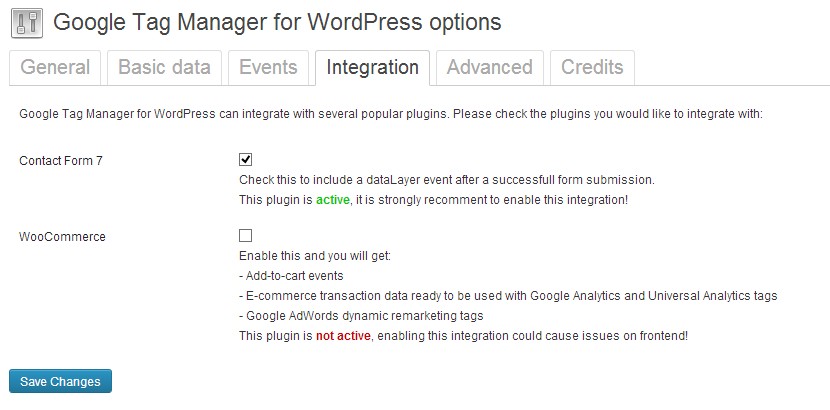 Google Tag Manager for WordPress options
General Basic data Events Integration Advanced Credits
Google Tag Manager for WordPress can integrate with several popular plugins. Please check the plugins you would like to integrate with:
Contact Form 7
Check this to include a dataLayer event after a successfull form submission.
This plugin is active, it is strongly recomment to enable this integration!
WooCommerce
Enable this and you will get:
- Add-to-cart events
- E-commerce transaction data ready to be used with Google Analytics and Universal Analytics tags
- Google AdWords dynamic remarketing tags
This plugin is not active, enabling this integration could cause issues on frontend!
Save Changes